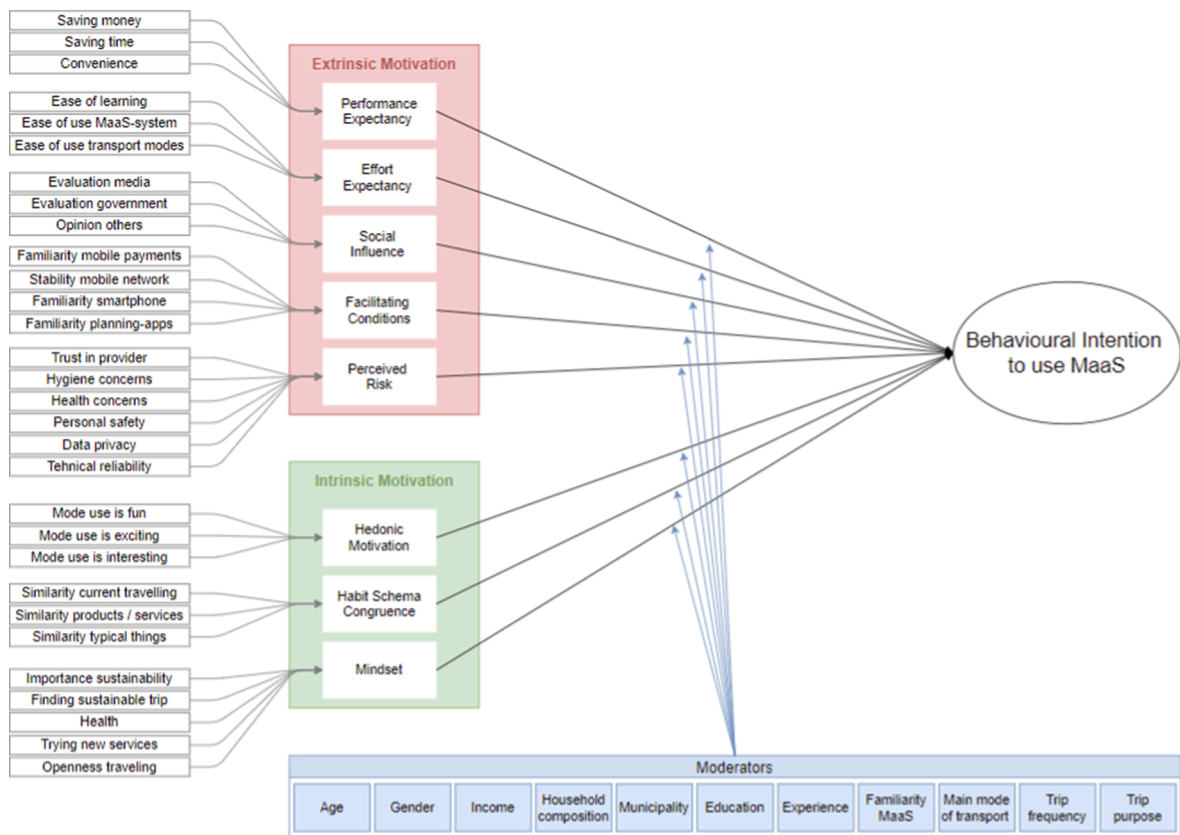 Saving money
Saving time
Convenience
Ease of learning
Ease of use MaaS-system
Ease of use transport modes
Evaluation media
Evaluation government
Opinion others
Familiarity mobile payments
Stability mobile network
Familiarity smartphone
Familiarity planning-apps
Trust in provider
Hygiene concerns
Health concerns
Personal safety
Data privacy
Tehnical reliability
Mode use is fun
Mode use is exciting
Mode use is interesting
Similarity current travelling
Similarity products / services
Similarity typical things
Importance sustainability
Finding sustainable trip
Health
Trying new services
Openness traveling
Extrinsic Motivation
Performance
Expectancy
Effort
Expectancy
Social
Influence
Facilitating
Conditions
Perceived
Risk
Intrinsic Motivation
Hedonic
Motivation
Habit Schema
Congruence
Mindset
Behavioural Intention
to use MaaS
Moderators
Age
Gender
Income
Household
composition
Municipality
Education
Experience
Familiarity
MaaS
Main mode
of transport
Trip
frequency
Trip
purpose